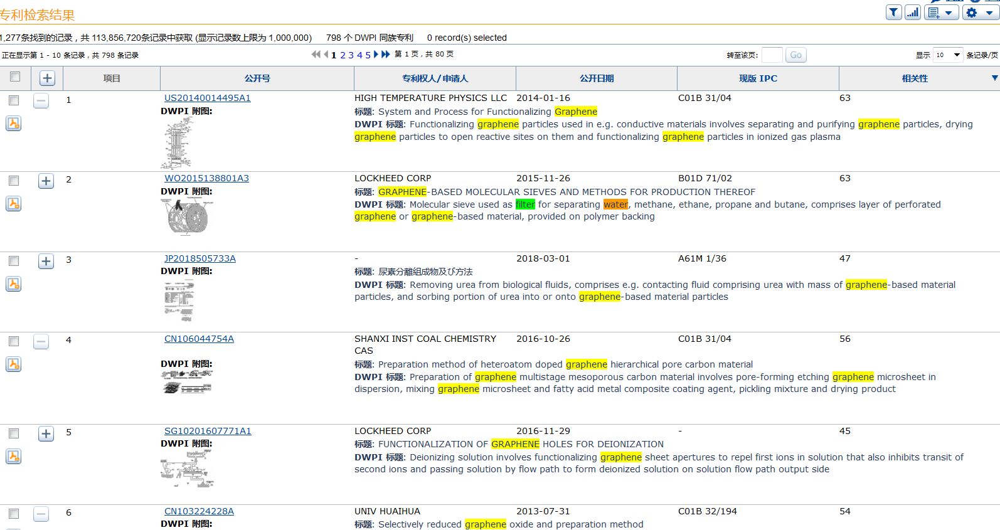 专利检索结果
1,277条找到的记录，共 113,856,720条记录中获取 (显示记录数上限为 1,000,000) 798 个 DWPI 同族专利 0 record(s) selected
正在显示第 1 - 10 条记录，共 798 条记录 1 2 3 4 5 第 1 页，共 80 页 转至该页: Go 显示 10 条记录/页
项目 公开号 专利权人/申请人 公开日期 现版 IPC 相关性
1 US20140014495A1 HIGH TEMPERATURE PHYSICS LLC 2014-01-16 C01B 31/04 63
DWPI 附图: 标题: System and Process for Functionalizing Graphene
DWPI 标题: Functionalizing graphene particles used in e.g. conductive materials involves separating and purifying graphene particles, drying
graphene particles to open reactive sites on them and functionalizing graphene particles in ionized gas plasma
2 WO2015138801A3 LOCKHEED CORP 2015-11-26 B01D 71/02 63
DWPI 附图: 标题: GRAPHENE-BASED MOLECULAR SIEVES AND METHODS FOR PRODUCTION THEREOF
DWPI 标题: Molecular sieve used as filter for separating water, methane, ethane, propane and butane, comprises layer of perforated
graphene or graphene-based material, provided on polymer backing
3 JP2018505733A - 2018-03-01 A61M 1/36 47
DWPI 附图: 标题: 尿素分離組成物及び方法
DWPI 标题: Removing urea from biological fluids, comprises e.g. contacting fluid comprising urea with mass of graphene-based material
particles, and sorbing portion of urea into or onto graphene-based material particles
4 CN106044754A SHANXI INST COAL CHEMISTRY 2016-10-26 C01B 31/04 56
CAS
DWPI 附图: 标题: Preparation method of heteroatom doped graphene hierarchical pore carbon material
DWPI 标题: Preparation of graphene multistage mesoporous carbon material involves pore-forming etching graphene microsheet in
dispersion, mixing graphene microsheet and fatty acid metal composite coating agent, pickling mixture and drying product
5 SG10201607771A1 LOCKHEED CORP 2016-11-29 - 45
DWPI 附图: 标题: FUNCTIONALIZATION OF GRAPHENE HOLES FOR DEIONIZATION
DWPI 标题: Deionizing solution involves functionalizing graphene sheet apertures to repel first ions in solution that also inhibits transit of
second ions and passing solution by flow path to form deionized solution on solution flow path output side
6 CN103224228A UNIV HUAIHUA 2013-07-31 C01B 32/194 54
DWPI 附图: 标题: Selectively reduced graphene oxide and preparation method